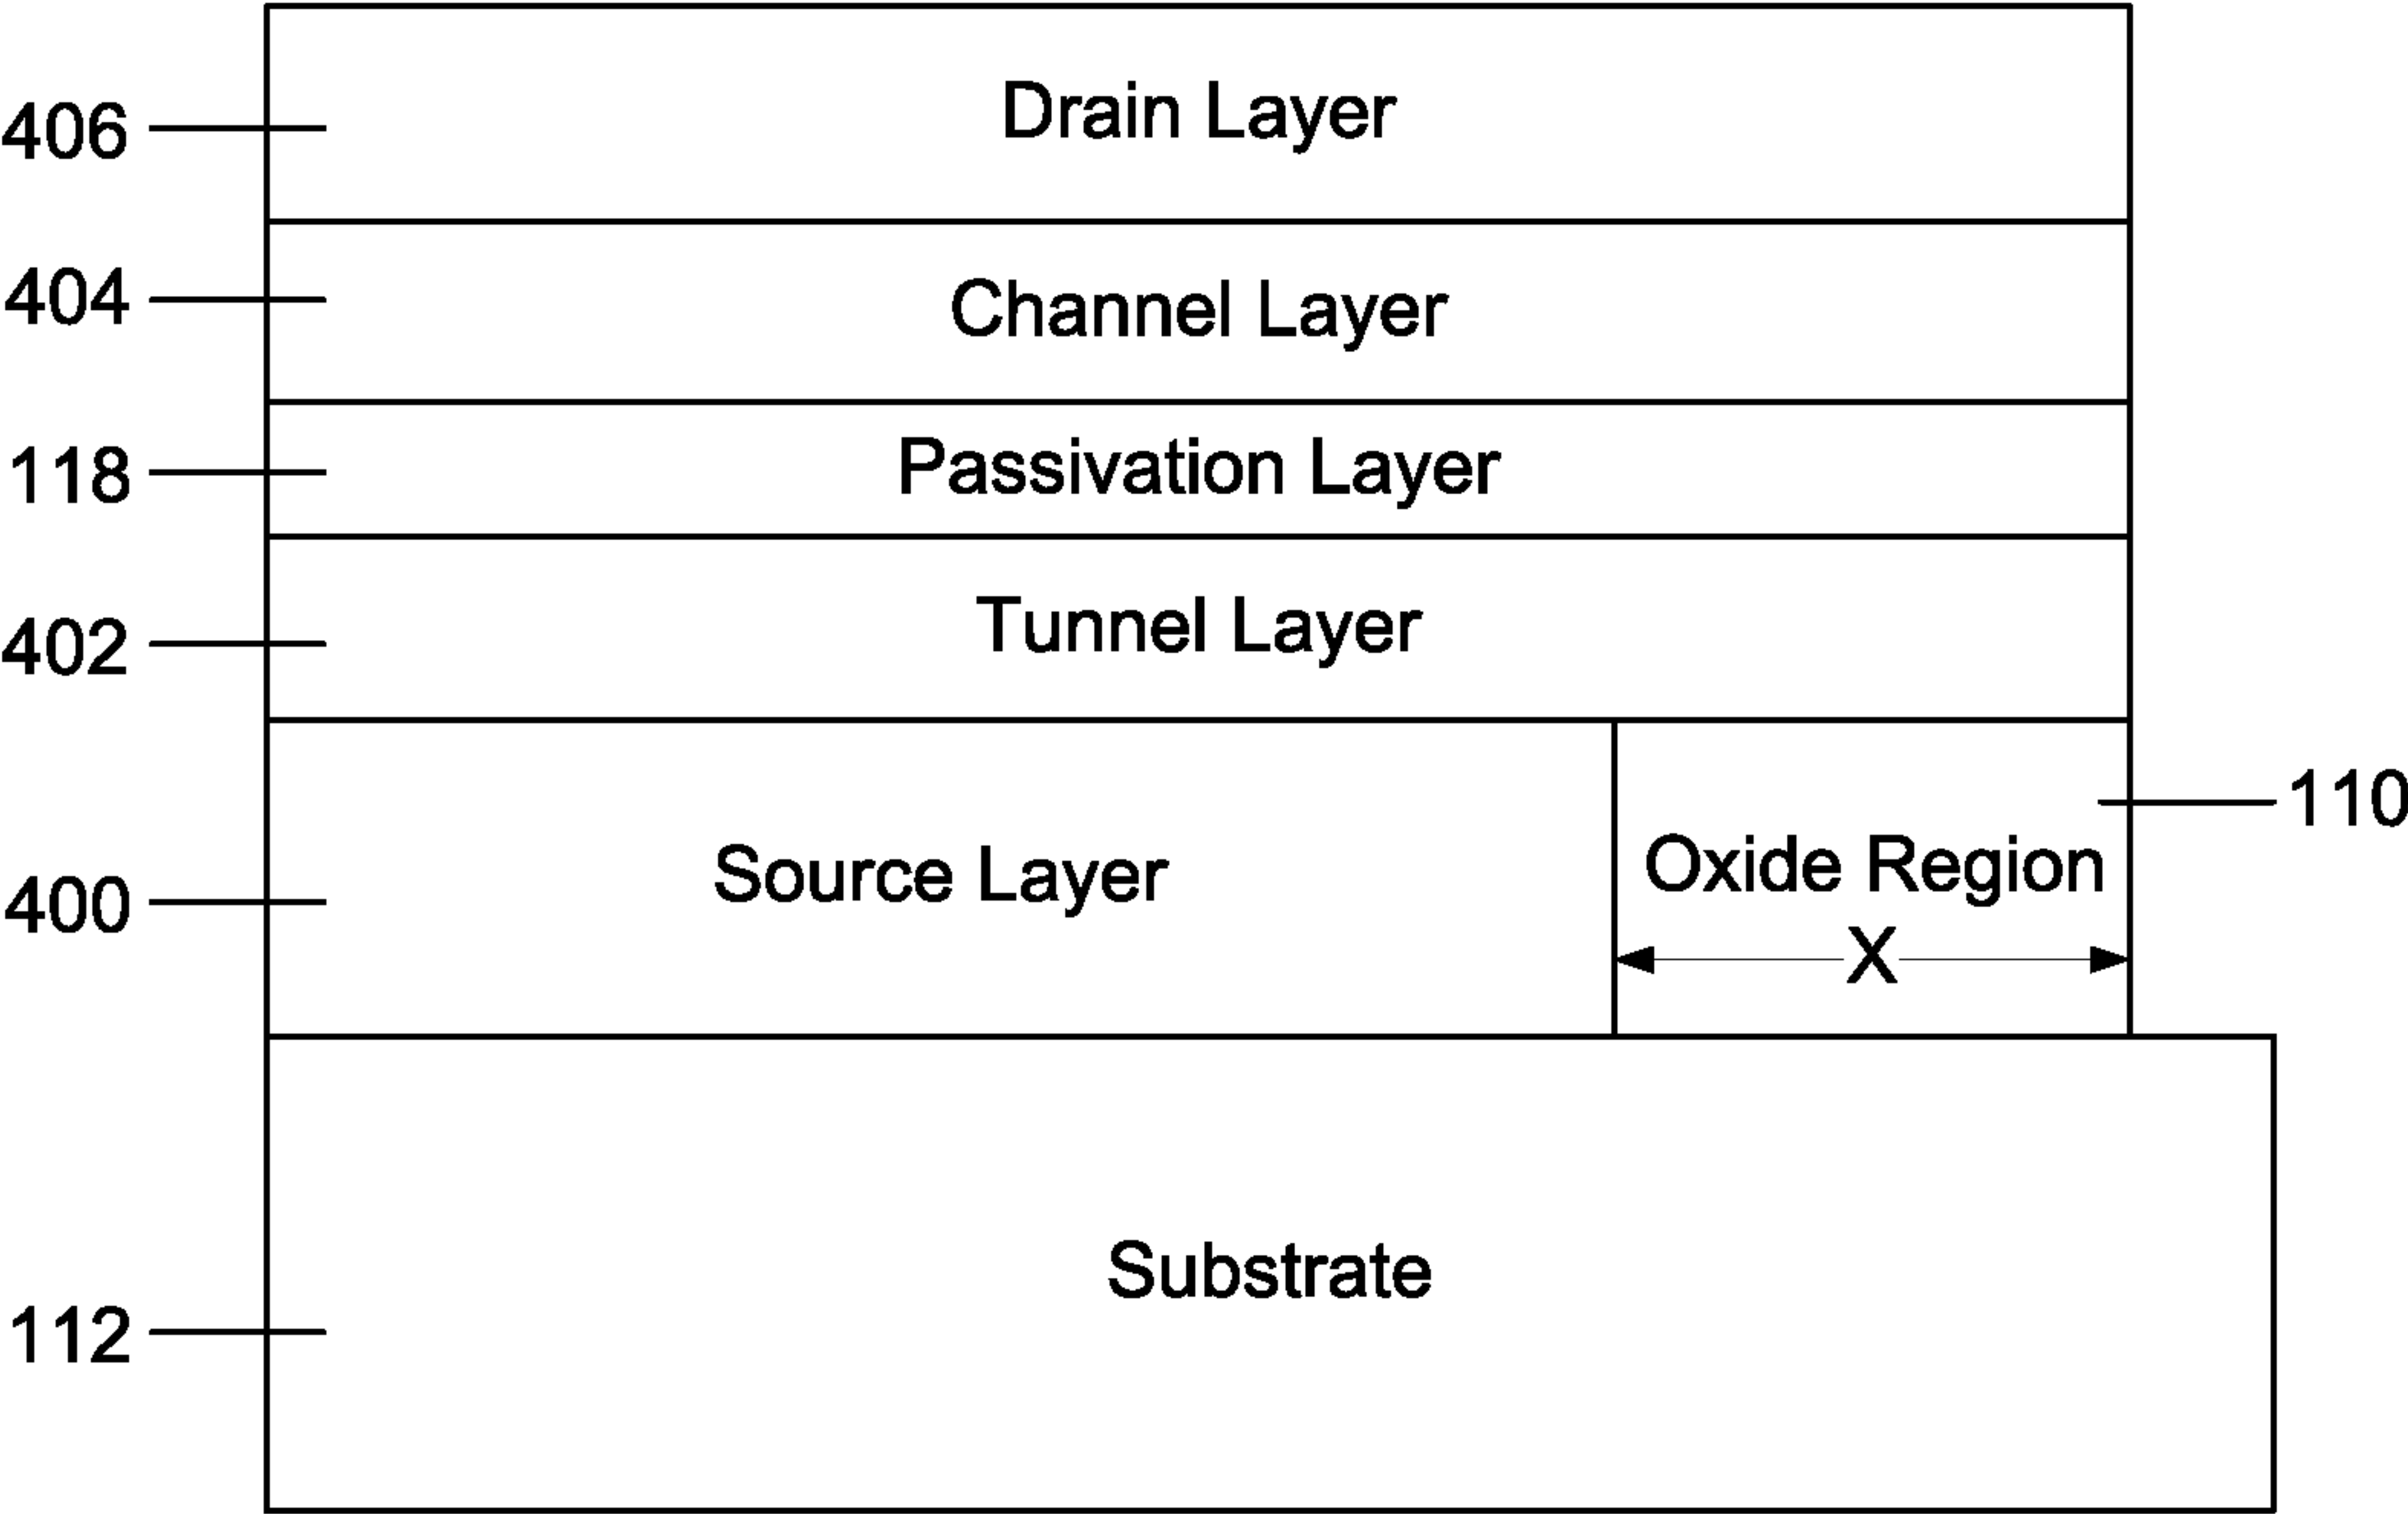 Drain Layer
406
Channel Layer
404
Passivation Layer
118
Tunnel Layer
402
110
Oxide Region
Source Layer
400
X
Substrate
112